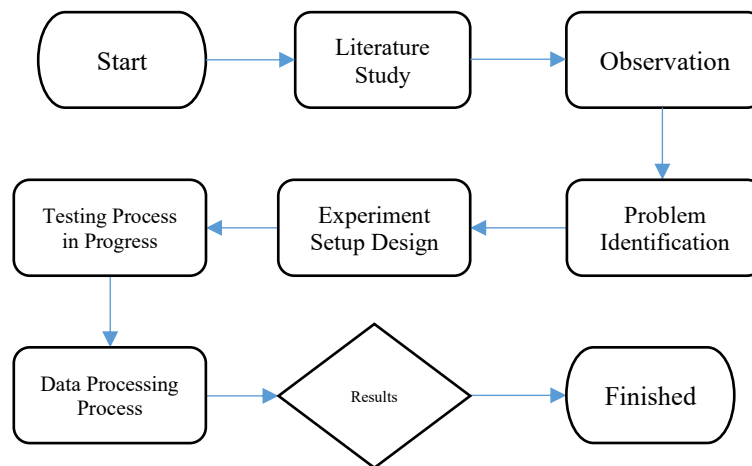 Start
Literature
Study
Observation
Problem
Identification
Experiment
Setup Design
Testing Process
in Progress
Data Processing
Process
Results
Finished